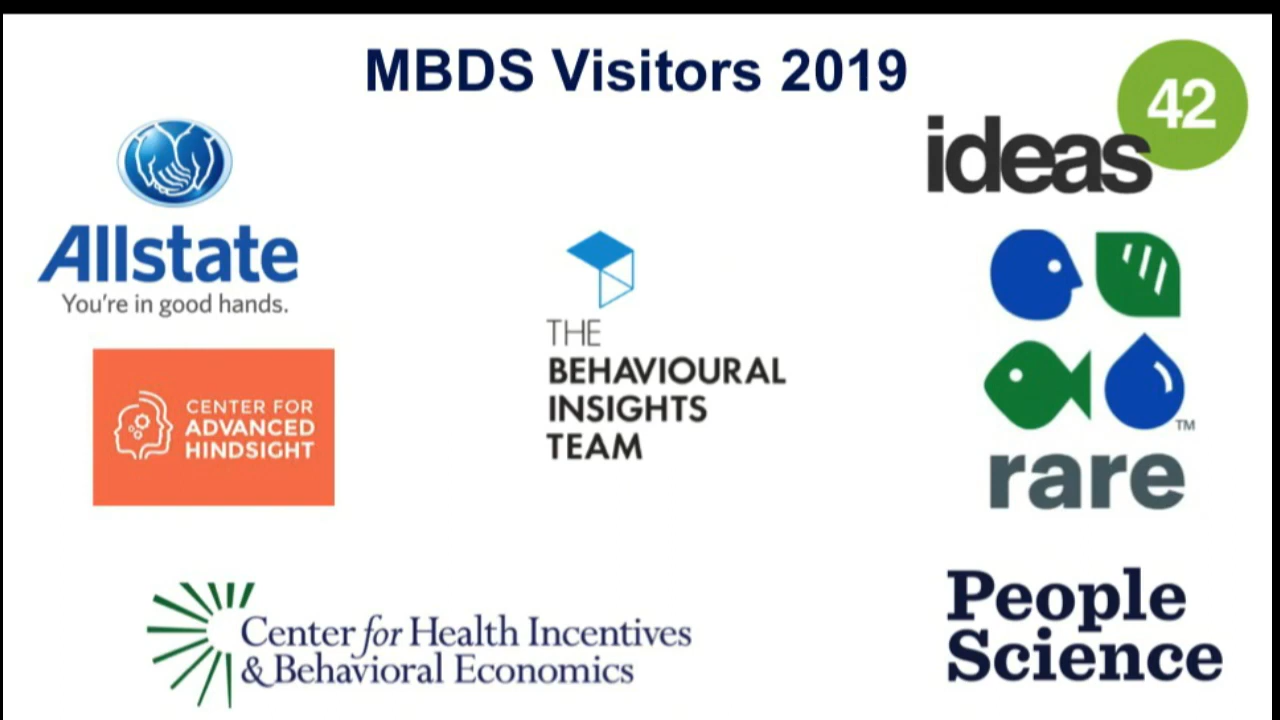 MBDS Visitors 2019
Allstate
You're in good hands.
CENTER FOR
ADVANCED
HINDSIGHT
THE
BEHAVIOURAL
INSIGHTS
TEAM
ideas
42
TM
rare
Center for Health Incentives
& Behavioral Economics
People
Science